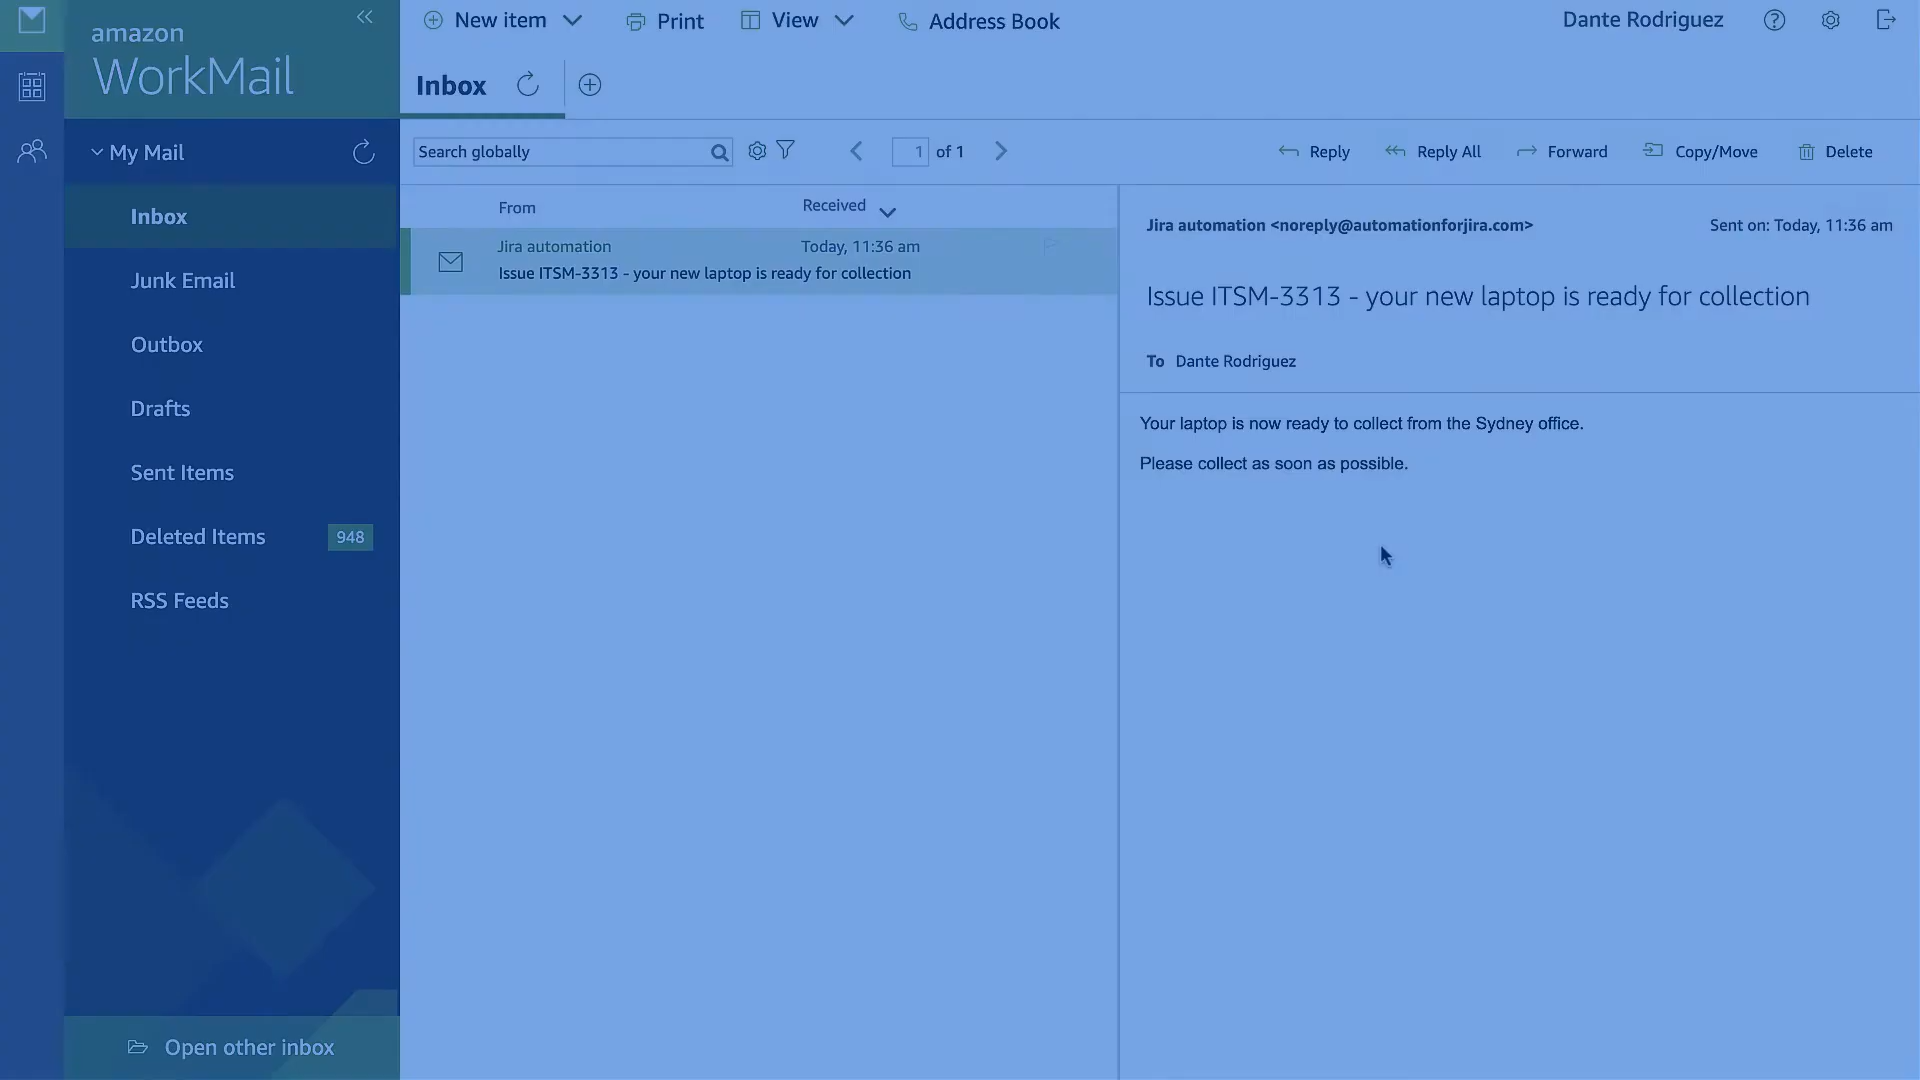 amazon
WorkMail
New item
Print
View
Address Book
Dante Rodriguez
Inbox
My Mail
Search globally
1 of 1
Reply
Reply All
Forward
Copy/Move
Delete
Inbox
Junk Email
Outbox
Drafts
Sent Items
Deleted Items 948
RSS Feeds
Open other inbox
From Received
Jira automation Today, 11:36 am
Issue ITSM-3313 - your new laptop is ready for collection
Jira automation <noreply@automationforjira.com> Sent on: Today, 11:36 am
Issue ITSM-3313 - your new laptop is ready for collection
To Dante Rodriguez
Your laptop is now ready to collect from the Sydney office.
Please collect as soon as possible.